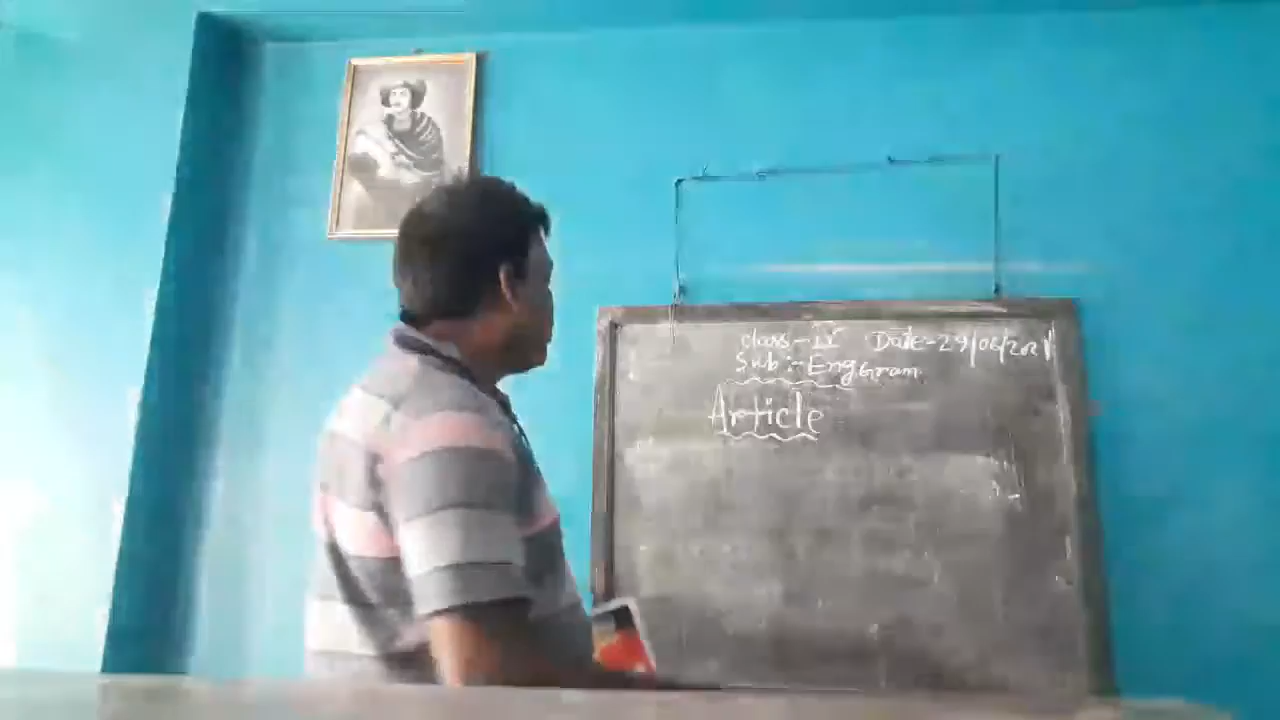 Class - IV Date - 29/06/2021
Sub :- Eng Gram.
Article